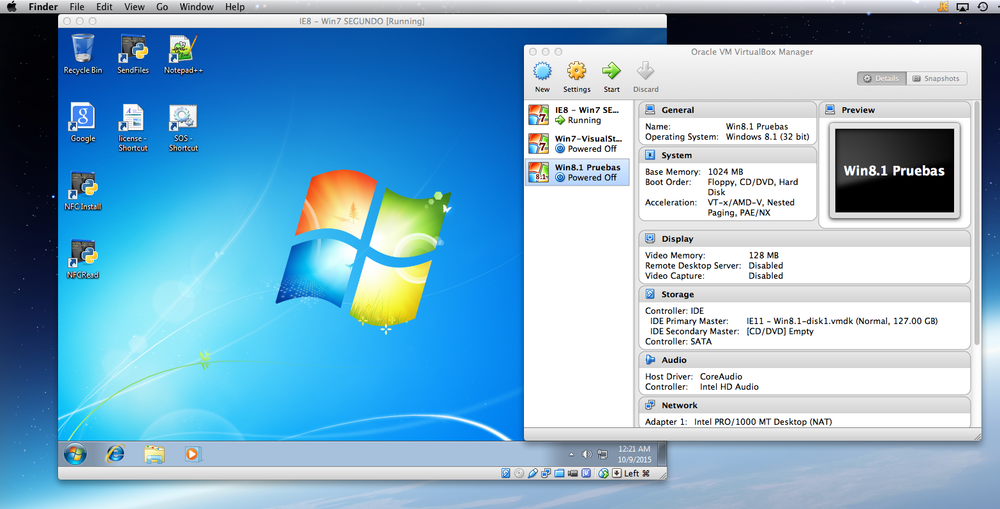 Finder File Edit View Go Window Help
IE8 - Win7 SEGUNDO [Running]
Recycle Bin
SendFiles
Notepad++
Google
license - Shortcut
SOS - Shortcut
NFC Install
NFCRead
12:21 AM
10/9/2015
Left ⌘
Oracle VM VirtualBox Manager
New
Settings
Start
Discard
Details
Snapshots
IE8 - Win7 SE...
Running
Win7-VisualSt...
Powered Off
Win8.1 Pruebas
Powered Off
General
Name: Win8.1 Pruebas
Operating System: Windows 8.1 (32 bit)
Preview
Win8.1 Pruebas
System
Base Memory: 1024 MB
Boot Order: Floppy, CD/DVD, Hard
Disk
Acceleration: VT-x/AMD-V, Nested
Paging, PAE/NX
Display
Video Memory: 128 MB
Remote Desktop Server: Disabled
Video Capture: Disabled
Storage
Controller: IDE
IDE Primary Master: IE11 - Win8.1-disk1.vmdk (Normal, 127.00 GB)
IDE Secondary Master: [CD/DVD] Empty
Controller: SATA
Audio
Host Driver: CoreAudio
Controller: Intel HD Audio
Network
Adapter 1: Intel PRO/1000 MT Desktop (NAT)